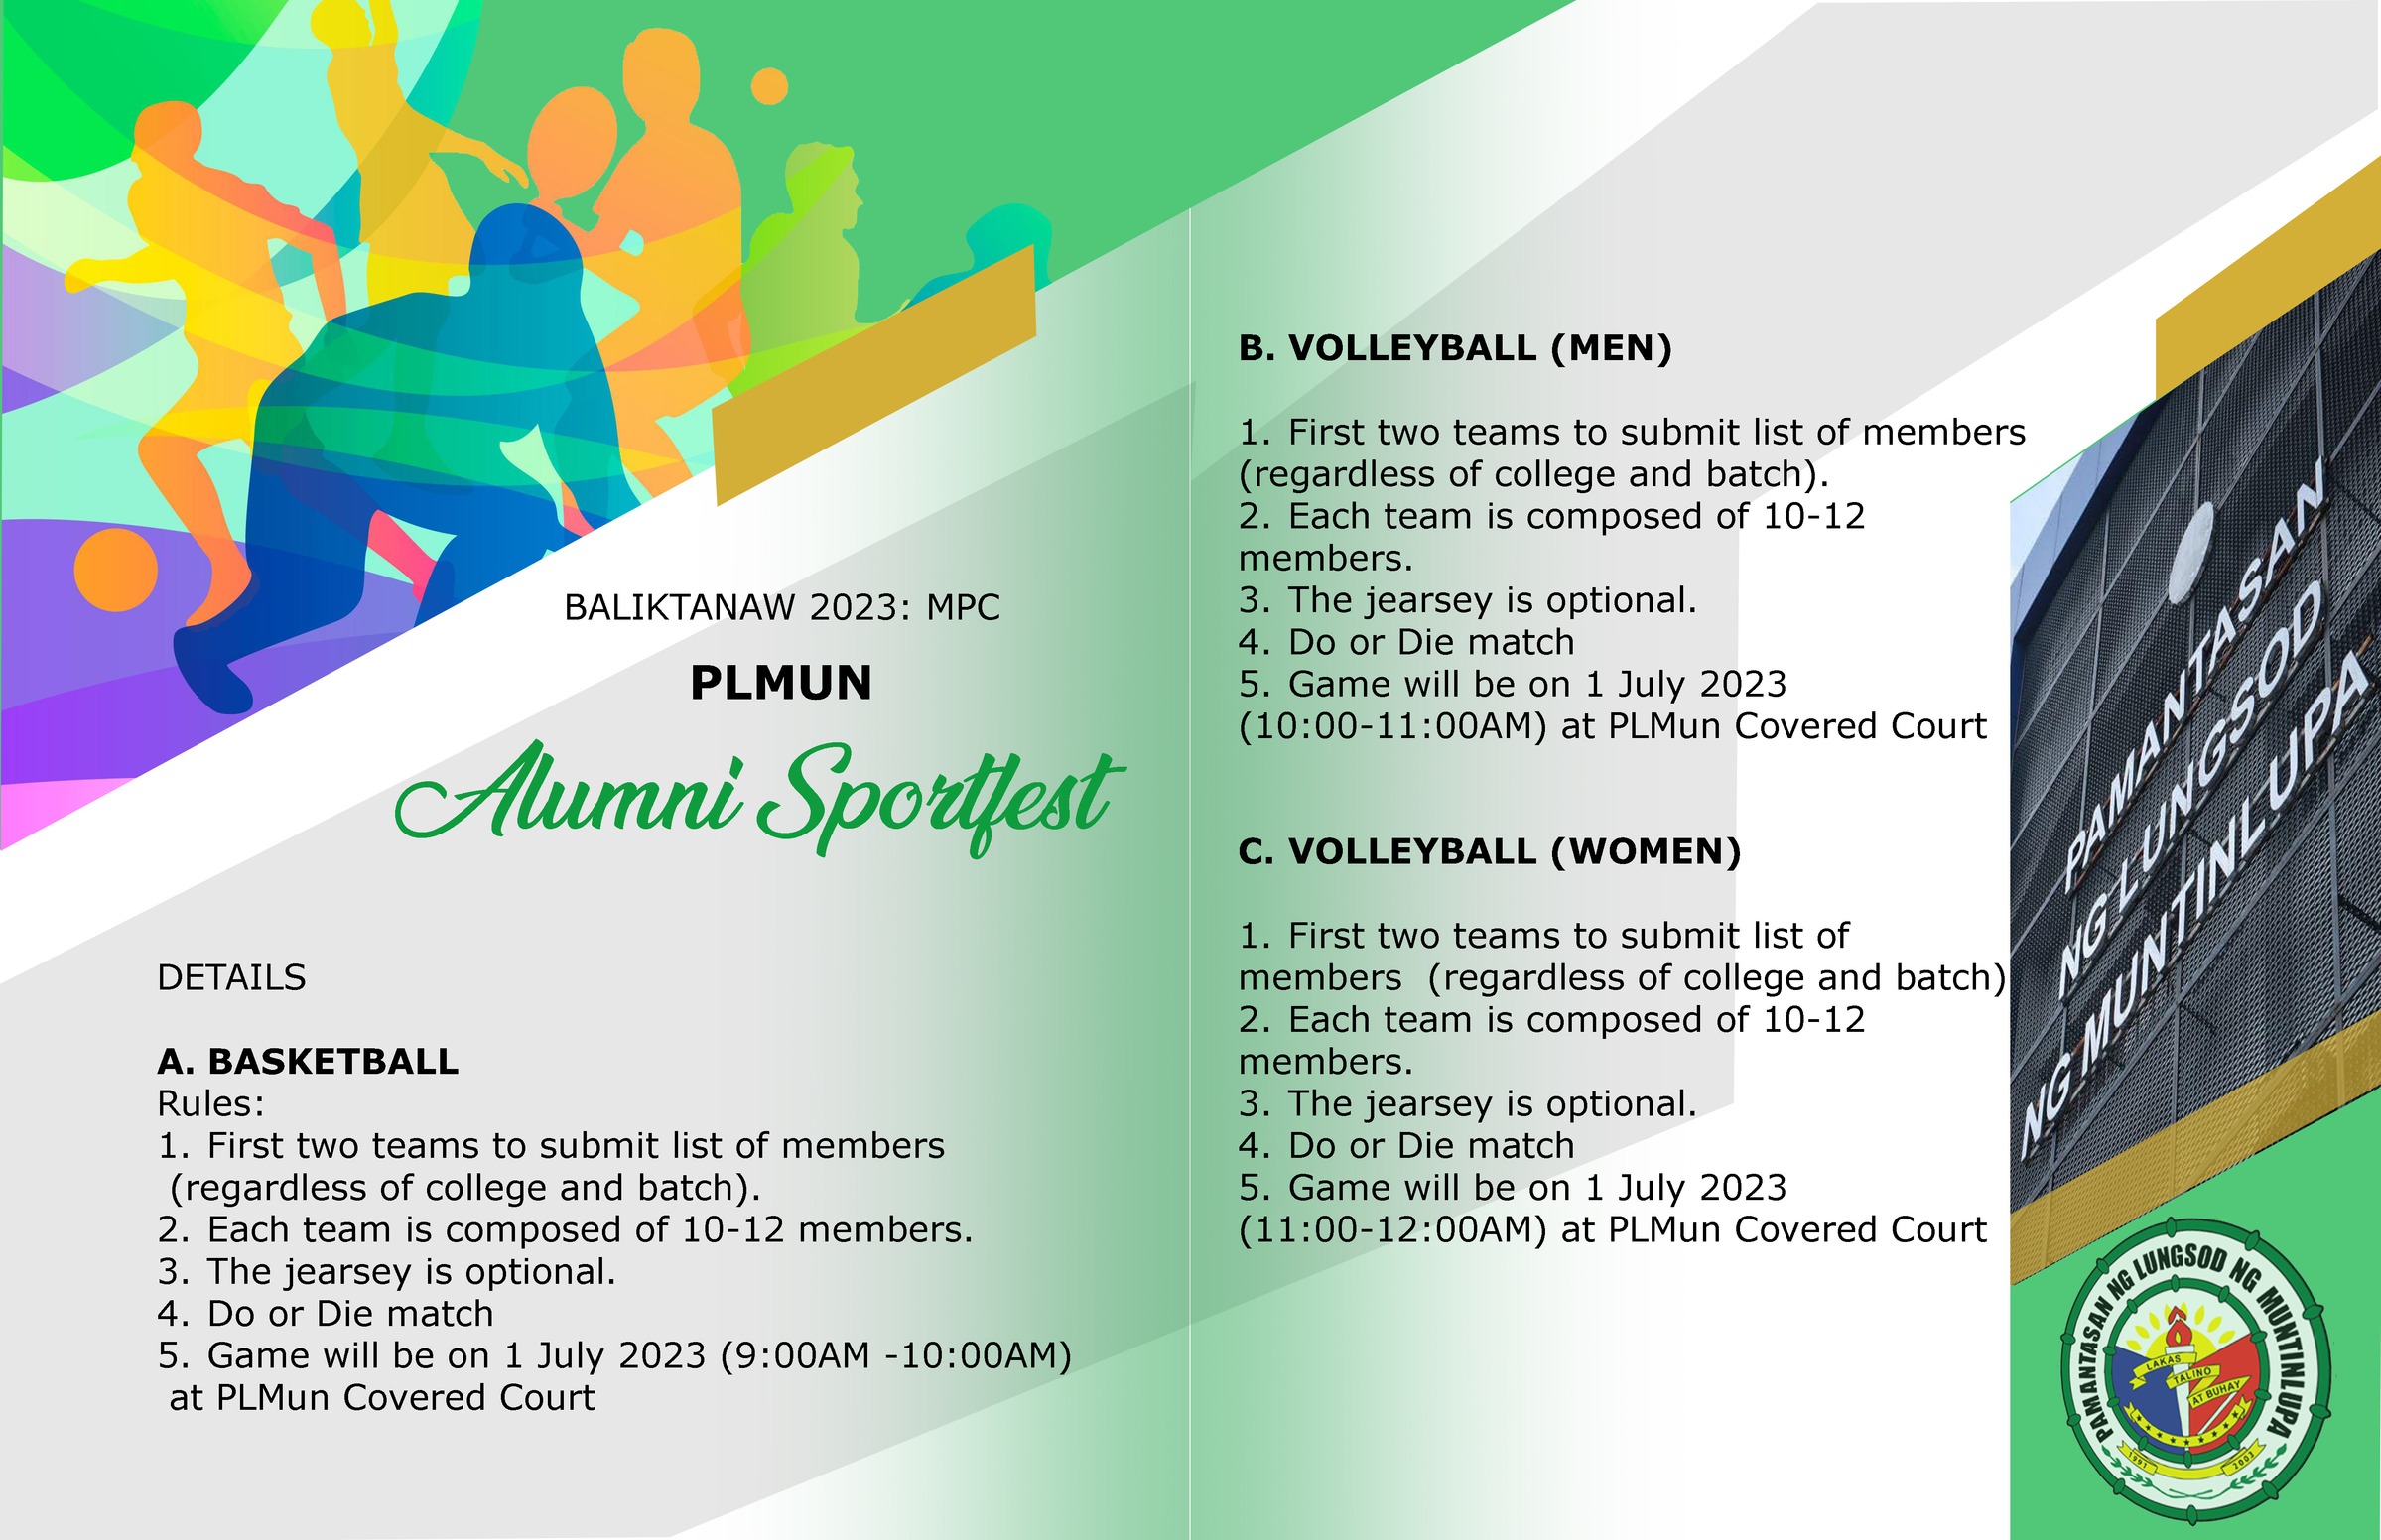 BALIKTANAW 2023: MPC
PLMUN
Alumni Sportfest
DETAILS
A. BASKETBALL
Rules:
1. First two teams to submit list of members
(regardless of college and batch).
2. Each team is composed of 10-12 members.
3. The jearsey is optional.
4. Do or Die match
5. Game will be on 1 July 2023 (9:00AM -10:00AM)
at PLMun Covered Court
B. VOLLEYBALL (MEN)
1. First two teams to submit list of members
(regardless of college and batch).
2. Each team is composed of 10-12
members.
3. The jearsey is optional.
4. Do or Die match
5. Game will be on 1 July 2023
(10:00-11:00AM) at PLMun Covered Court
C. VOLLEYBALL (WOMEN)
1. First two teams to submit list of
members (regardless of college and batch)
2. Each team is composed of 10-12
members.
3. The jearsey is optional.
4. Do or Die match
5. Game will be on 1 July 2023
(11:00-12:00AM) at PLMun Covered Court
PAMANTASAN
NG LUNGSOD
NG MUNTINLUPA
PAMANTASAN NG LUNGSOD NG MUNTINLUPA
LAKAS
TALINO
AT BUHAY
1991
2003